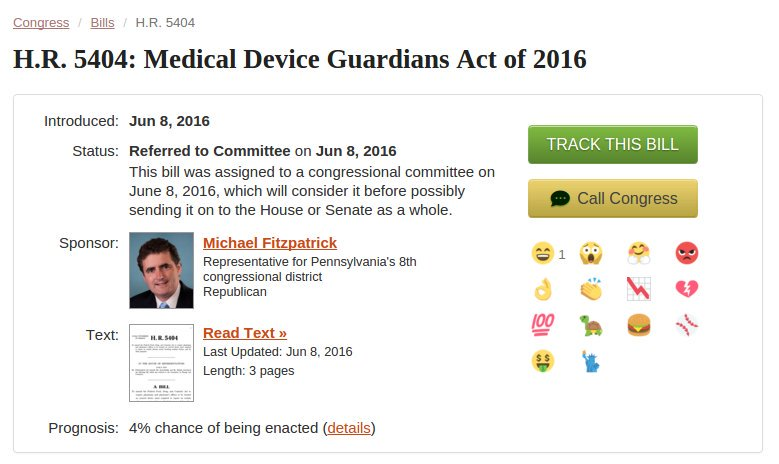 Congress / Bills / H.R. 5404
H.R. 5404: Medical Device Guardians Act of 2016
Introduced: Jun 8, 2016
Status: Referred to Committee on Jun 8, 2016
This bill was assigned to a congressional committee on
June 8, 2016, which will consider it before possibly
sending it on to the House or Senate as a whole.
Sponsor: Michael Fitzpatrick
Representative for Pennsylvania's 8th
congressional district
Republican
Text: Read Text »
H. R. 5404
A BILL
Last Updated: Jun 8, 2016
Length: 3 pages
Prognosis: 4% chance of being enacted (details)
TRACK THIS BILL
Call Congress
1
100